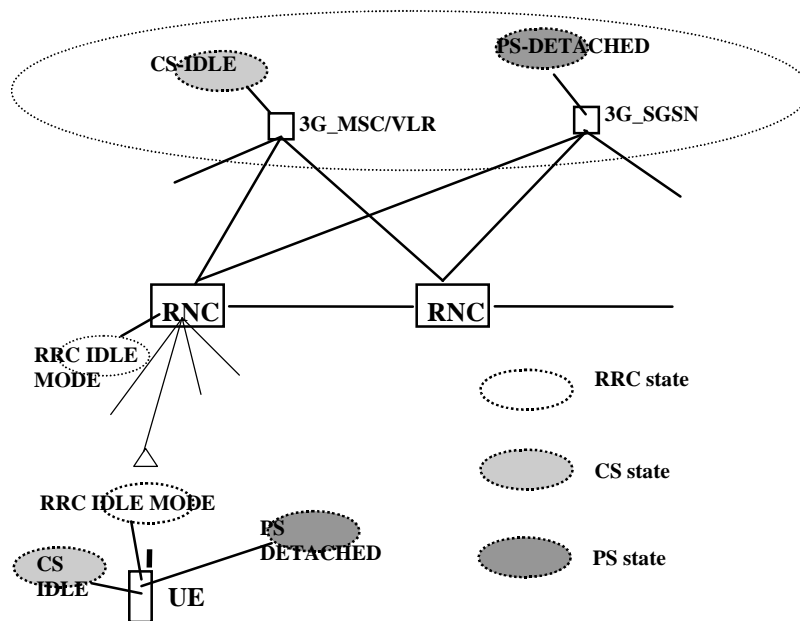 CS-IDLE
PS-DETACHED
3G_MSC/VLR
3G_SGSN
RNC
RNC
RRC IDLE
MODE
RRC state
CS state
RRC IDLE MODE
PS
DETACHED
CS
IDLE
UE
PS state